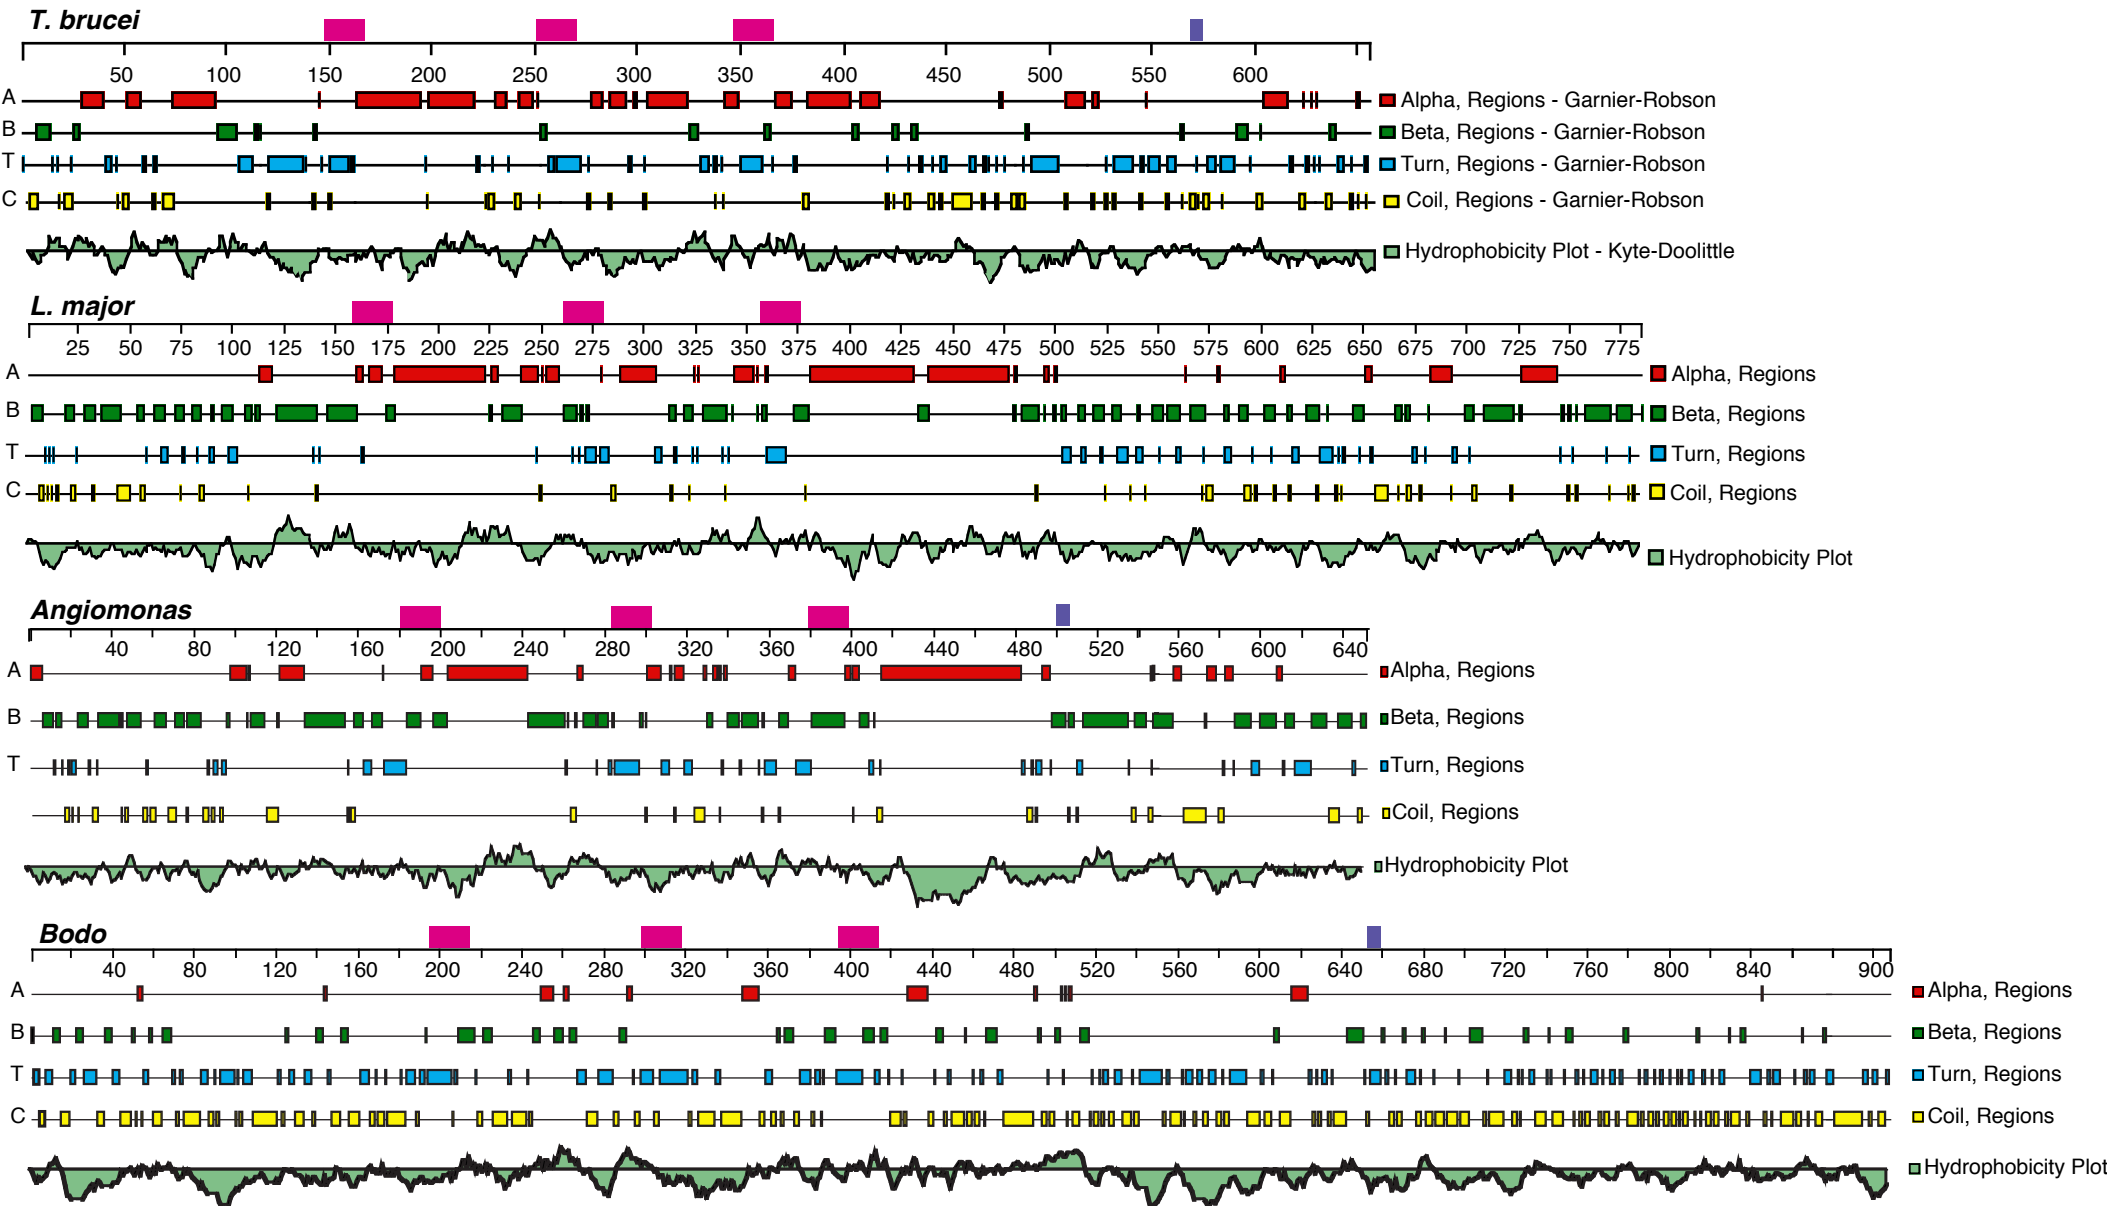 T. brucei
50 100 150 200 250 300 350 400 450 500 550 600
A Alpha, Regions - Garnier-Robson
B Beta, Regions - Garnier-Robson
T Turn, Regions - Garnier-Robson
C Coil, Regions - Garnier-Robson
Hydrophobicity Plot - Kyte-Doolittle
L. major
25 50 75 100 125 150 175 200 225 250 275 300 325 350 375 400 425 450 475 500 525 550 575 600 625 650 675 700 725 750 775
A Alpha, Regions
B Beta, Regions
T Turn, Regions
C Coil, Regions
Hydrophobicity Plot
Angiomonas
40 80 120 160 200 240 280 320 360 400 440 480 520 560 600 640
A Alpha, Regions
B Beta, Regions
T Turn, Regions
Coil, Regions
Hydrophobicity Plot
Bodo
40 80 120 160 200 240 280 320 360 400 440 480 520 560 600 640 680 720 760 800 840 900
A Alpha, Regions
B Beta, Regions
T Turn, Regions
C Coil, Regions
Hydrophobicity Plot